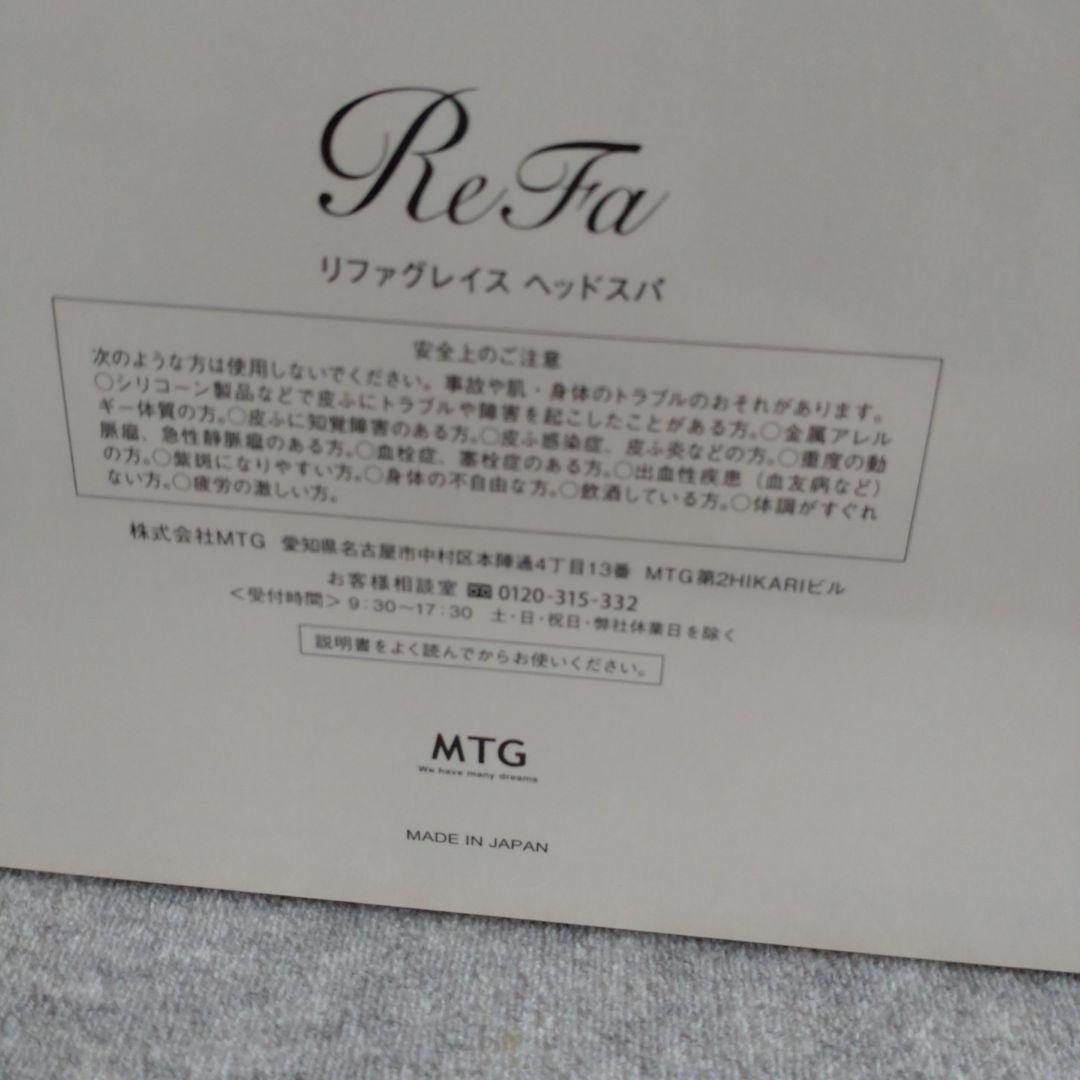 ReFa
リファグレイス ヘッドスパ
安全上のご注意
次のような方は使用しないでください。事故や肌・身体のトラブルのおそれがあります。
○シリコーン製品などで皮ふにトラブルや障害を起こしたことがある方。○金属アレル
ギー体質の方。○皮ふに知覚障害のある方。○皮ふ感染症、皮ふ炎などの方。○重度の動
脈瘤、急性静脈瘤のある方。○血栓症、塞栓症のある方。○出血性疾患（血友病など）
の方。○紫斑になりやすい方。○身体の不自由な方。○飲酒している方。○体調がすぐれ
ない方。○疲労の激しい方。
株式会社MTG 愛知県名古屋市中村区本陣通4丁目13番 MTG第2HIKARIビル
お客様相談室 0120-315-332
＜受付時間＞9:30～17:30 土・日・祝日・弊社休業日を除く
説明書をよく読んでからお使いください。
MTG
We have many dreams
MADE IN JAPAN